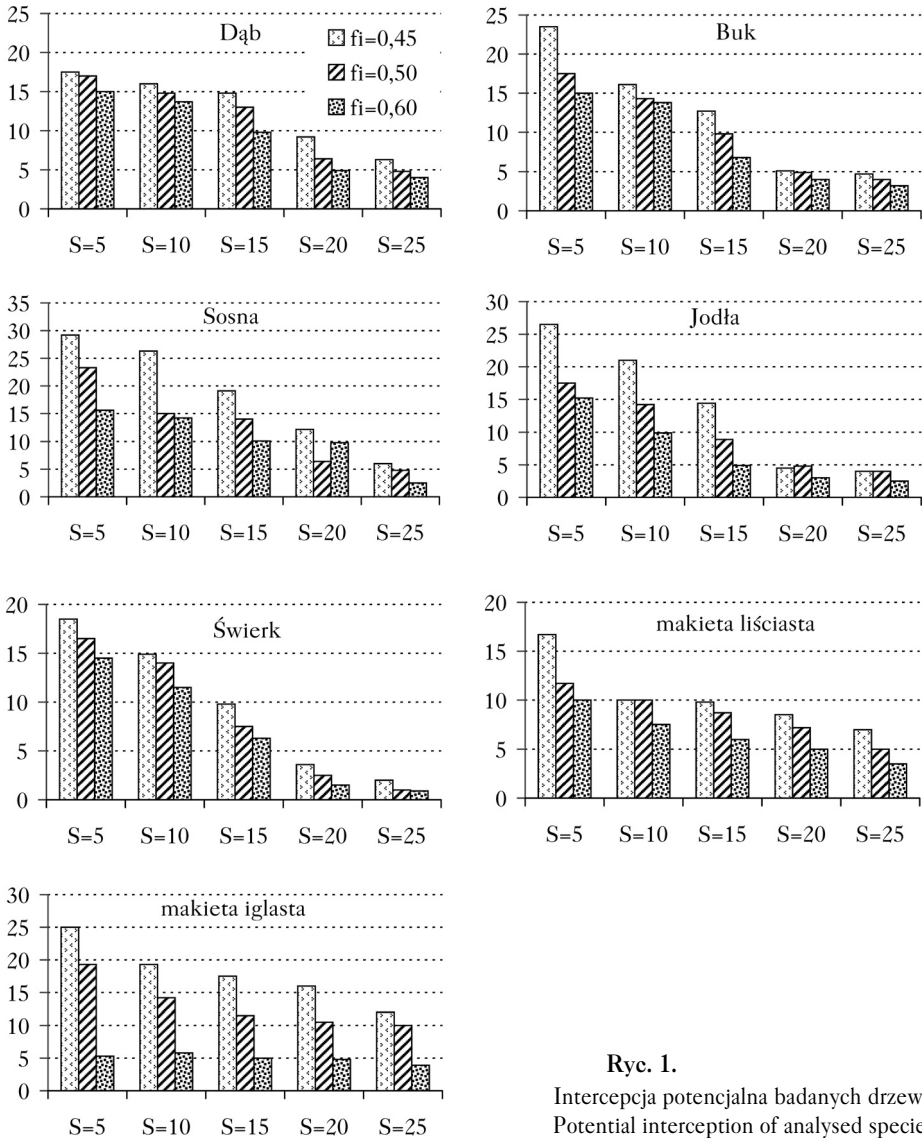 25
20
15
10
5
0
Dąb
fi=0,45
fi=0,50
fi=0,60
S=5 S=10 S=15 S=20 S=25
25
20
15
10
5
0
Buk
S=5 S=10 S=15 S=20 S=25
35
30
25
20
15
10
5
0
Sosna
S=5 S=10 S=15 S=20 S=25
30
25
20
15
10
5
0
Jodła
S=5 S=10 S=15 S=20 S=25
20
15
10
5
0
Świerk
S=5 S=10 S=15 S=20 S=25
20
15
10
5
0
makieta liściasta
S=5 S=10 S=15 S=20 S=25
30
25
20
15
10
5
0
makieta iglasta
S=5 S=10 S=15 S=20 S=25
Ryc. 1.
Intercepcja potencjalna badanych drzew
Potential interception of analysed specie